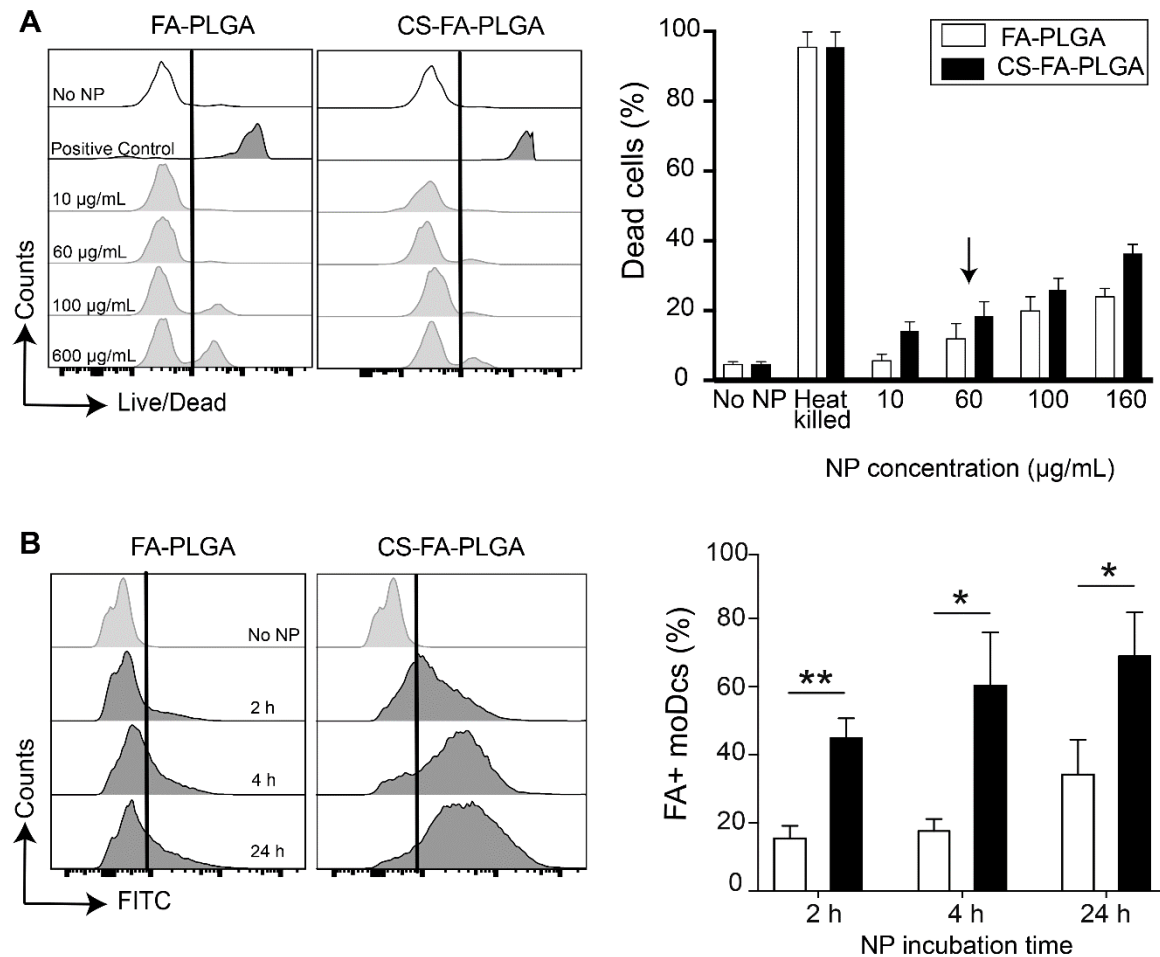 A
FA-PLGA
CS-FA-PLGA
No NP
Positive Control
10 µg/mL
60 µg/mL
100 µg/mL
600 µg/mL
Counts
Live/Dead
Dead cells (%)
100
80
60
40
20
0
FA-PLGA
CS-FA-PLGA
No NP
Heat
killed
10
60
100
160
NP concentration (µg/mL)
B
FA-PLGA
CS-FA-PLGA
No NP
2 h
4 h
24 h
Counts
FITC
FA+ moDcs (%)
100
80
60
40
20
0
**
*
*
2 h
4 h
24 h
NP incubation time